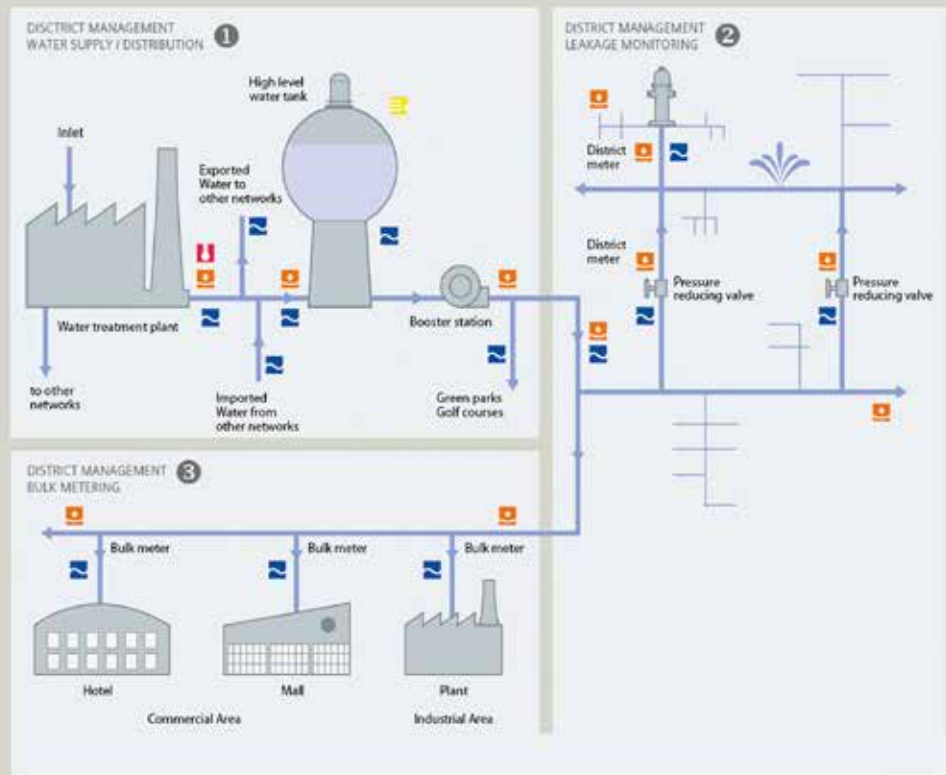 DISCTRICT MANAGEMENT
WATER SUPPLY / DISTRIBUTION
1
High level
water tank
Inlet
Exported
Water to
other networks
Water treatment plant
Booster station
to other
networks
Imported
Water from
other networks
Green parks
Golf courses
DISTRICT MANAGEMENT
LEAKAGE MONITORING
2
District
meter
District
meter
Pressure
reducing valve
Pressure
reducing valve
DISTRICT MANAGEMENT
BULK METERING
3
Bulk meter
Bulk meter
Bulk meter
Hotel
Mall
Plant
Commercial Area
Industrial Area